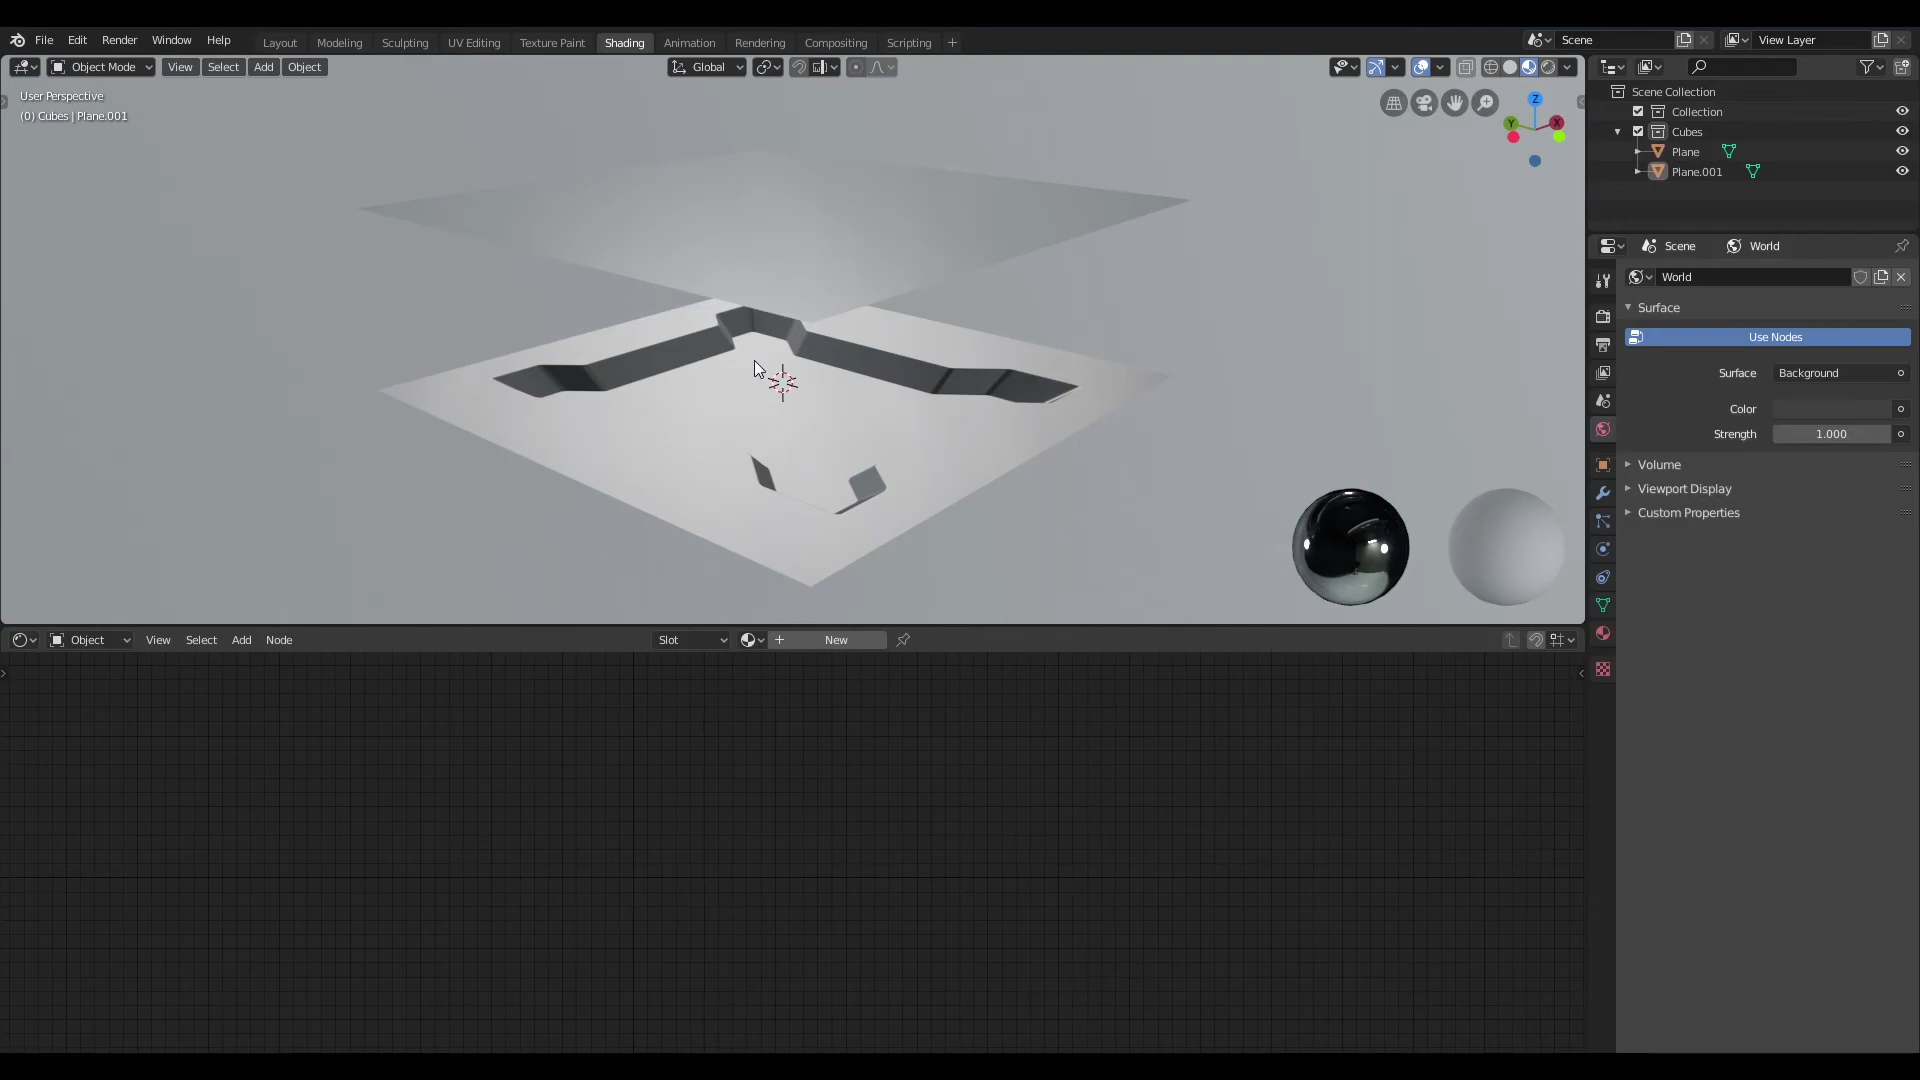 File Edit Render Window Help Layout Modeling Sculpting UV Editing Texture Paint Shading Animation Rendering Compositing Scripting + Scene View Layer
Object Mode View Select Add Object Global
User Perspective
(0) Cubes | Plane.001
Z
Y X
Scene Collection
Collection
Cubes
Plane
Plane.001
Scene World
World
Surface
Use Nodes
Surface Background
Color
Strength 1.000
Volume
Viewport Display
Custom Properties
Object View Select Add Node Slot New